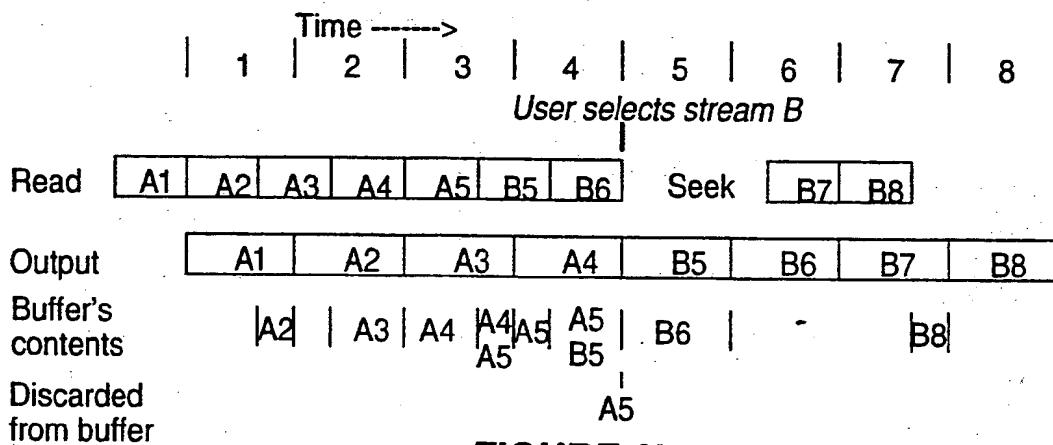 Time ------->
| 1 | 2 | 3 | 4 | 5 | 6 | 7 | 8
User selects stream B
Read A1 A2 A3 A4 A5 B5 B6 Seek B7 B8
Output A1 A2 A3 A4 B5 B6 B7 B8
Buffer's contents A2 A3 A4 A4 A5 A5 A5 B5 B6 - B8
Discarded from buffer A5